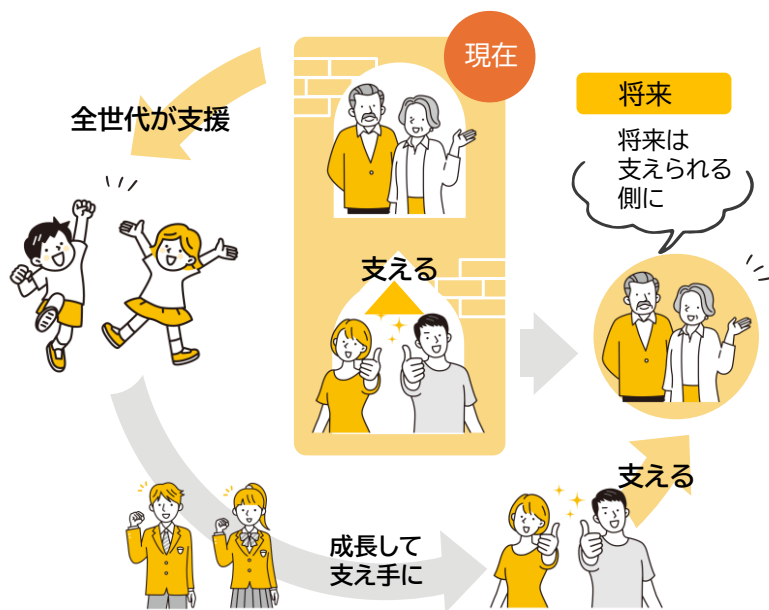 現在
全世代が支援
支える
将来
将来は
支えられる
側に
支える
成長して
支え手に